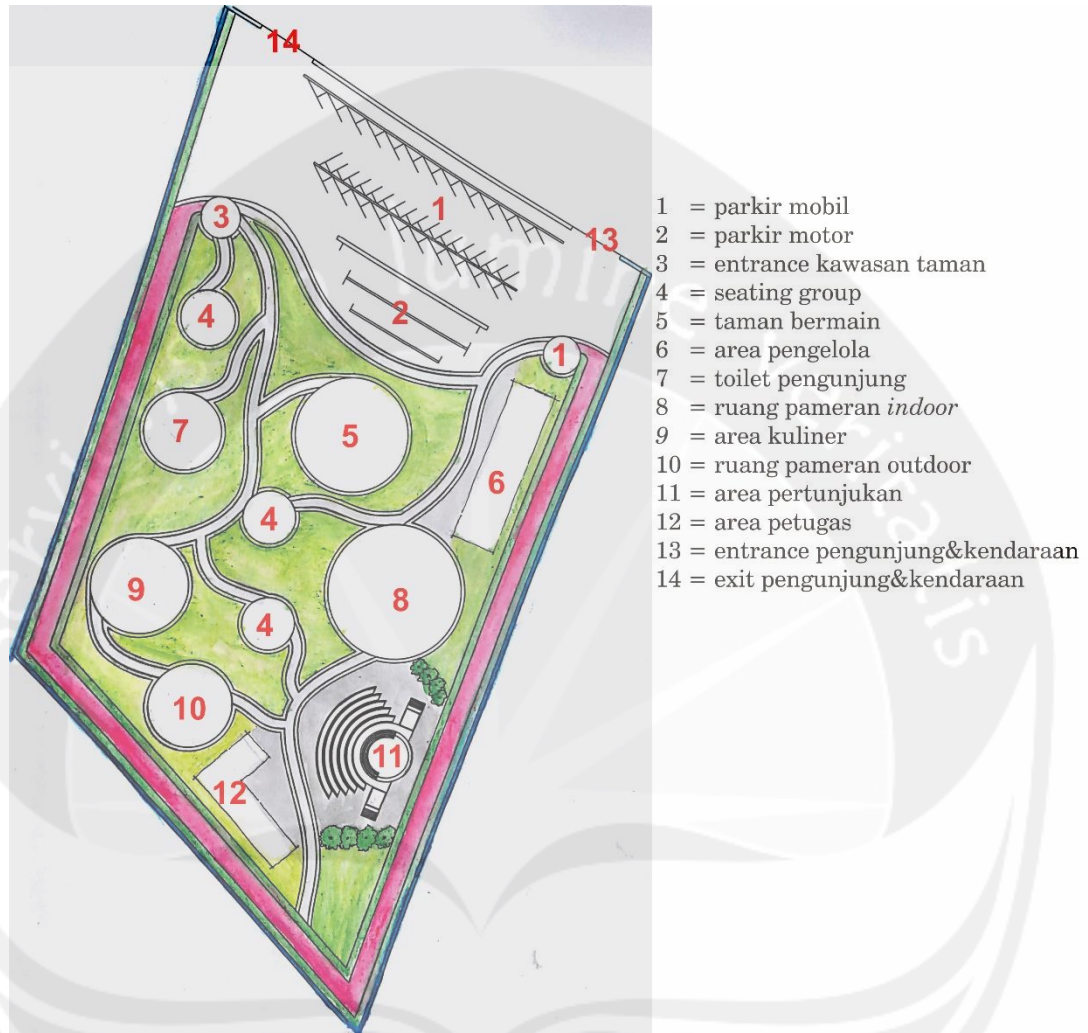 14
1
13
3
2
4
1
7
5
6
4
9
8
4
10
11
12
1 = parkir mobil
2 = parkir motor
3 = entrance kawasan taman
4 = seating group
5 = taman bermain
6 = area pengelola
7 = toilet pengunjung
8 = ruang pameran indoor
9 = area kuliner
10 = ruang pameran outdoor
11 = area pertunjukan
12 = area petugas
13 = entrance pengunjung&kendaraan
14 = exit pengunjung&kendaraan
lumine veritatis